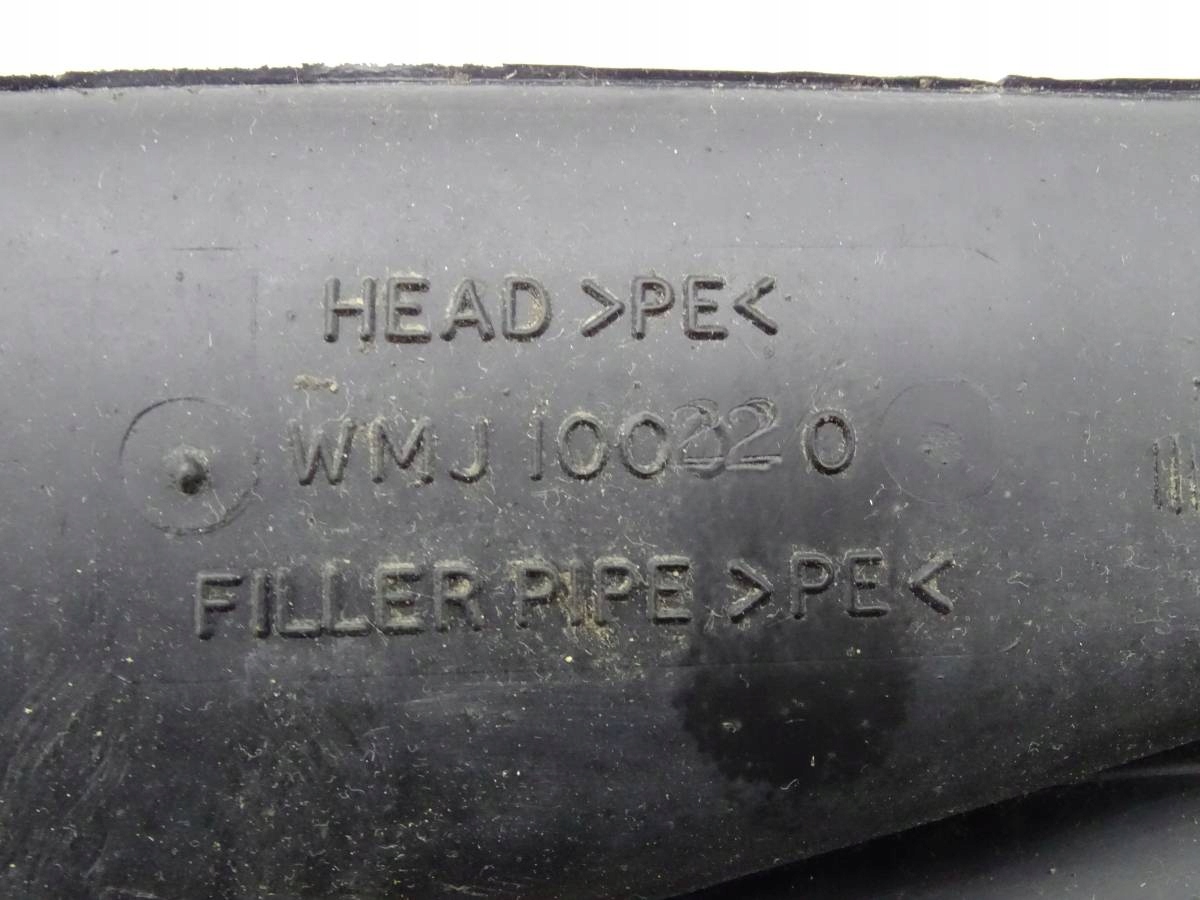 HEAD >PE<
WMJ 100220
FILLER PIPE >PE<